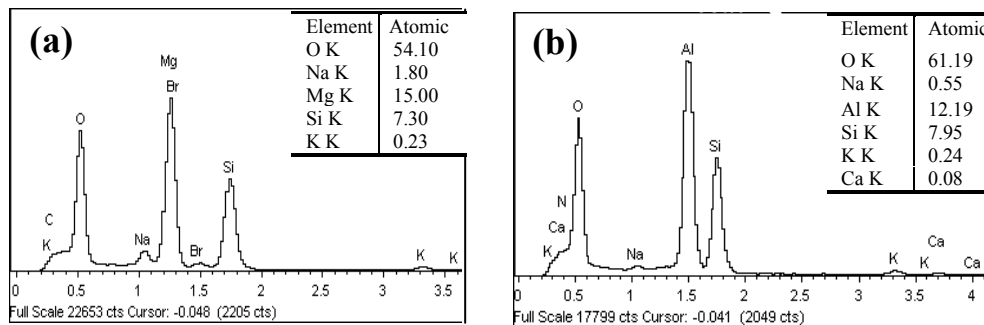 (a)
Element Atomic
O K 54.10
Na K 1.80
Mg K 15.00
Si K 7.30
K K 0.23
Mg
Br
O
Si
C
K
Na
Br
K
K
0 0.5 1 1.5 2 2.5 3 3.5
Full Scale 22653 cts Cursor: -0.048 (2205 cts)
(b)
Element Atomic
O K 61.19
Na K 0.55
Al K 12.19
Si K 7.95
K K 0.24
Ca K 0.08
Al
O
Si
N
Ca
K
Na
K
Ca
K
Ca
0 0.5 1 1.5 2 2.5 3 3.5 4
Full Scale 17799 cts Cursor: -0.041 (2049 cts)